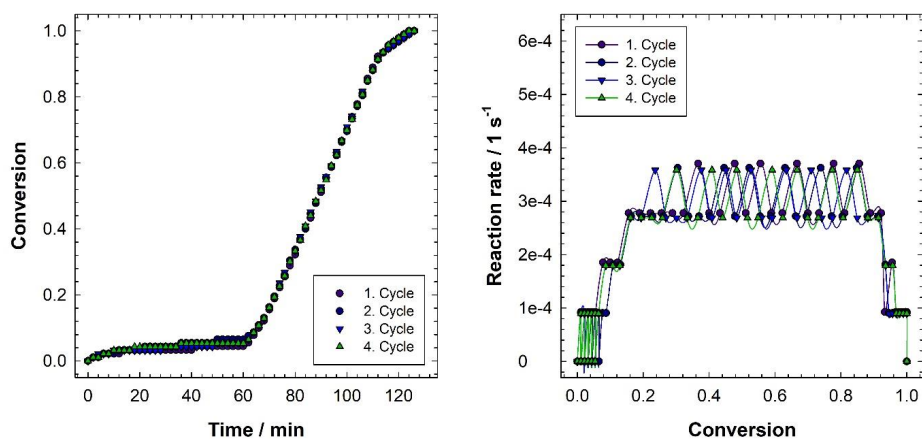 Conversion
1.0
0.8
0.6
0.4
0.2
0.0
1. Cycle
2. Cycle
3. Cycle
4. Cycle
0 20 40 60 80 100 120
Time / min
Reaction rate / 1 s⁻¹
6e-4
5e-4
4e-4
3e-4
2e-4
1e-4
0
1. Cycle
2. Cycle
3. Cycle
4. Cycle
0.0 0.2 0.4 0.6 0.8 1.0
Conversion